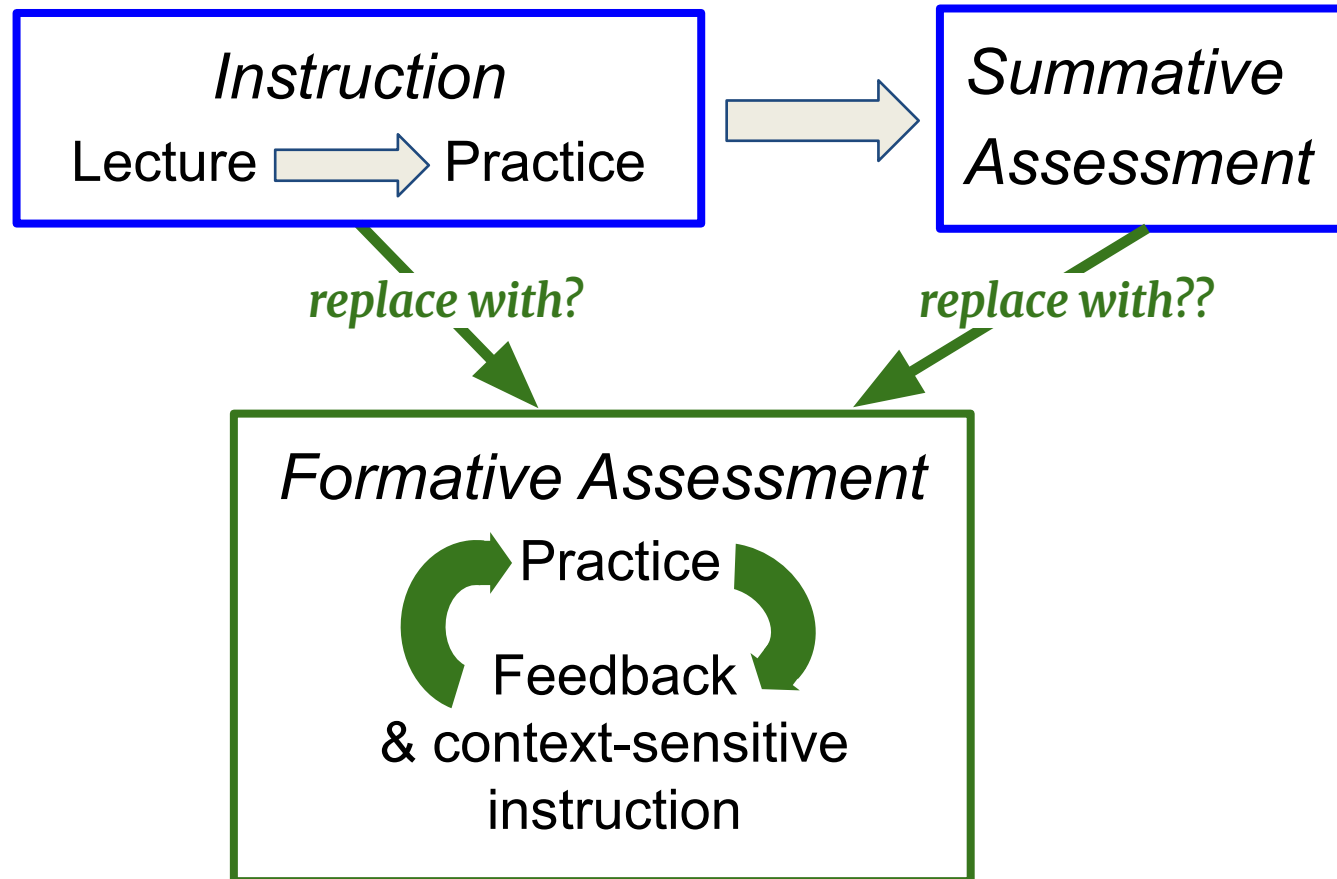 Instruction
Lecture Practice
Summative
Assessment
replace with?
replace with??
Formative Assessment
Practice
Feedback
& context-sensitive
instruction